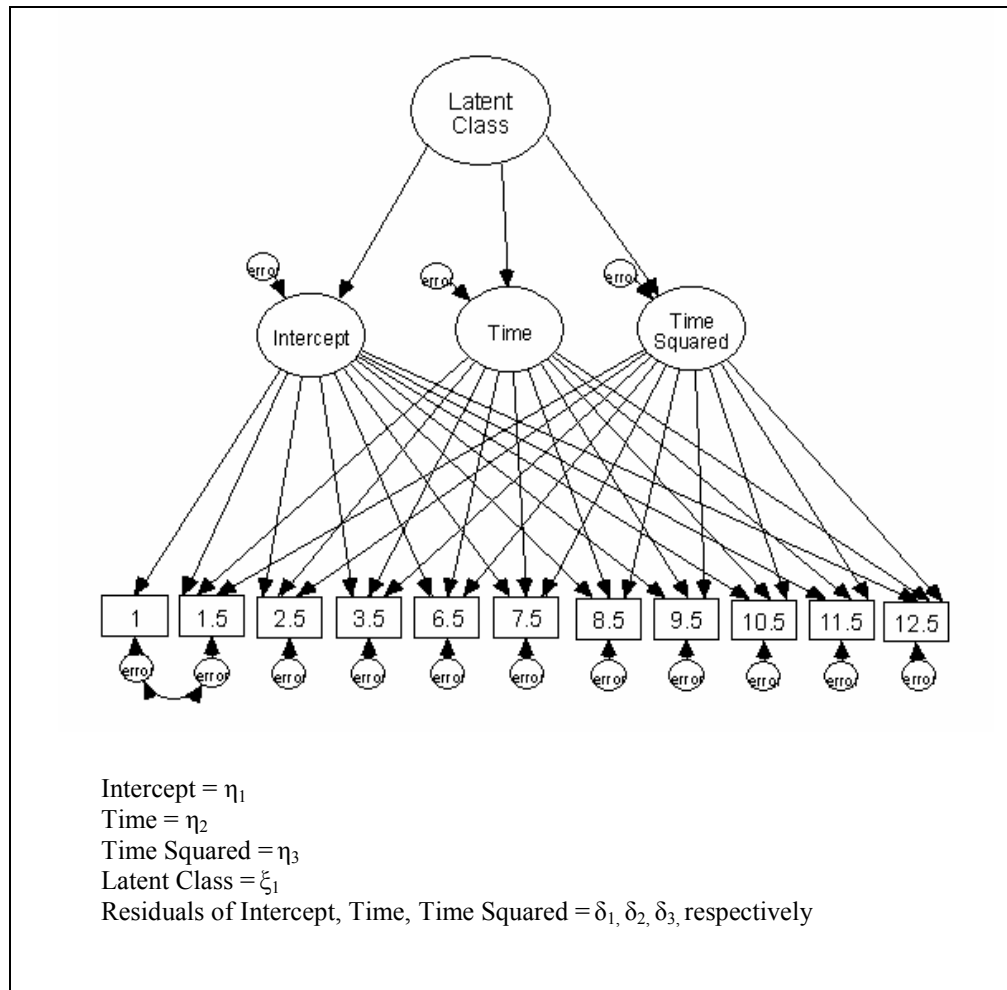 Latent
Class
error
error
error
Intercept
Time
Time
Squared
1 1.5 2.5 3.5 6.5 7.5 8.5 9.5 10.5 11.5 12.5
error error error error error error error error error error error
Intercept = η₁
Time = η₂
Time Squared = η₃
Latent Class = ξ₁
Residuals of Intercept, Time, Time Squared = δ₁, δ₂, δ₃, respectively